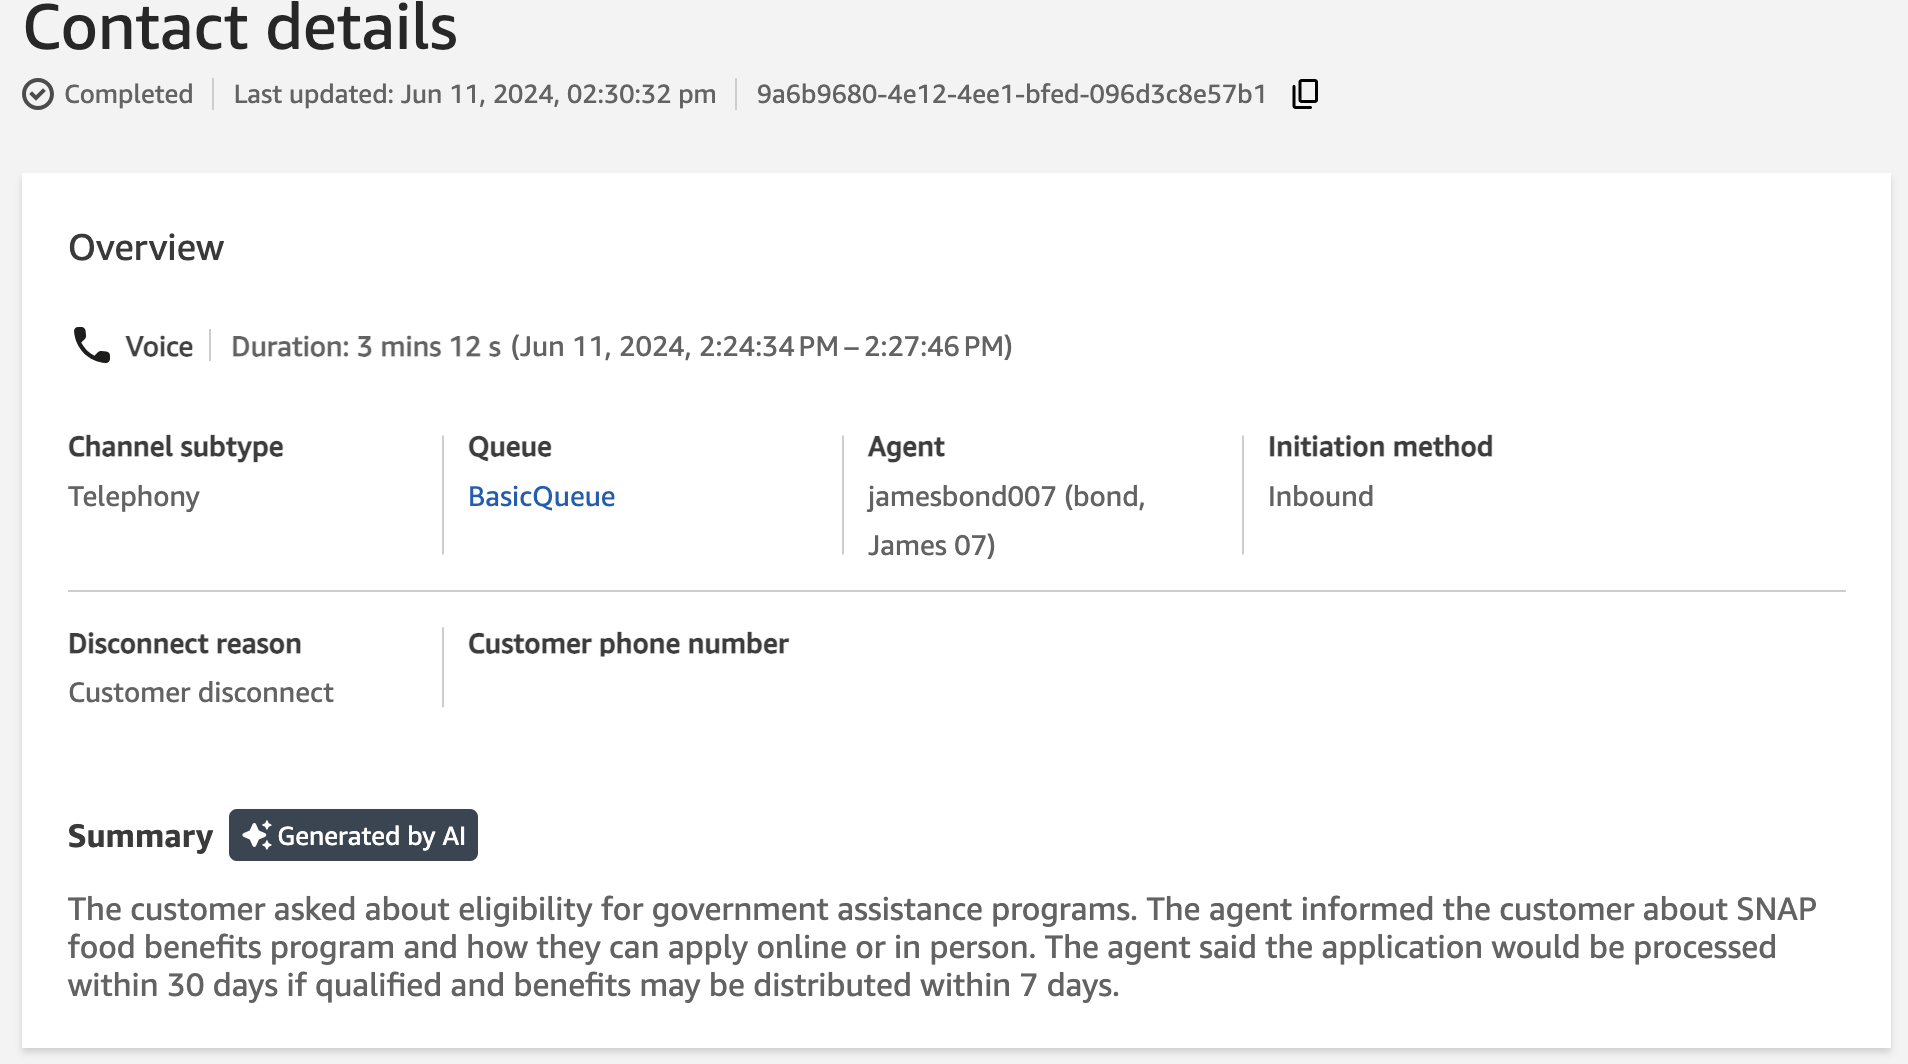 Contact details
Completed
Last updated: Jun 11, 2024, 02:30:32 pm
9a6b9680-4e12-4ee1-bfed-096d3c8e57b1
Overview
Voice
Duration: 3 mins 12 s (Jun 11, 2024, 2:24:34 PM – 2:27:46 PM)
Channel subtype
Telephony
Queue
BasicQueue
Agent
jamesbond007 (bond,
James 07)
Initiation method
Inbound
Disconnect reason
Customer disconnect
Customer phone number
Summary
Generated by AI
The customer asked about eligibility for government assistance programs. The agent informed the customer about SNAP
food benefits program and how they can apply online or in person. The agent said the application would be processed
within 30 days if qualified and benefits may be distributed within 7 days.